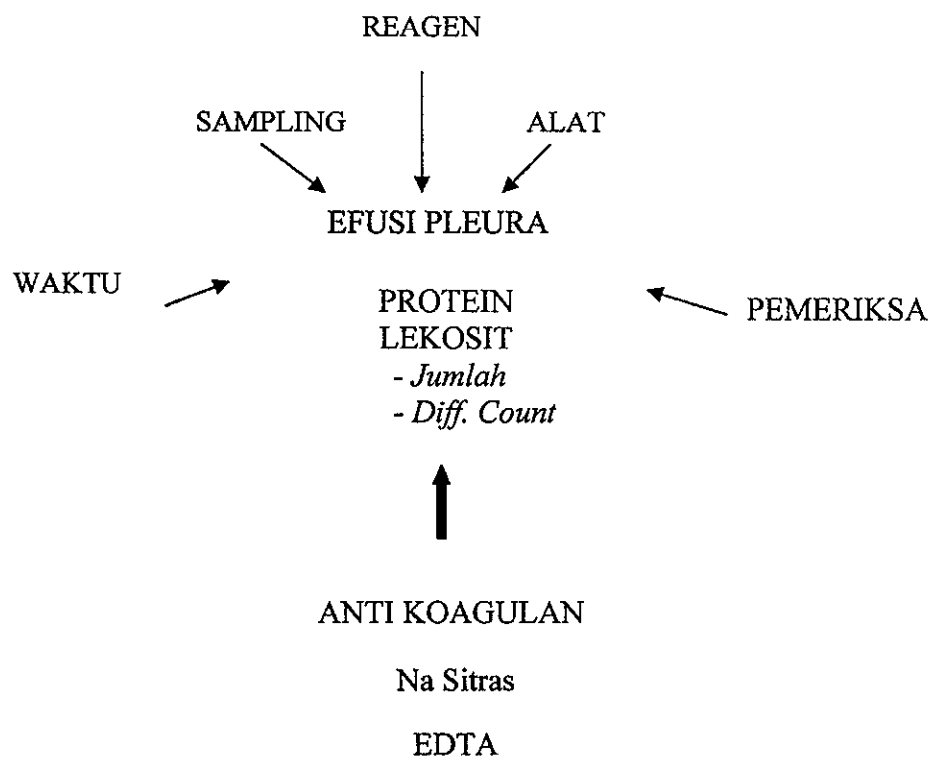 REAGEN
SAMPLING
ALAT
EFUSI PLEURA
WAKTU
PROTEIN
PEMERIKSA
LEKOSIT
- Jumlah
- Diff. Count
ANTI KOAGULAN
Na Sitras
EDTA